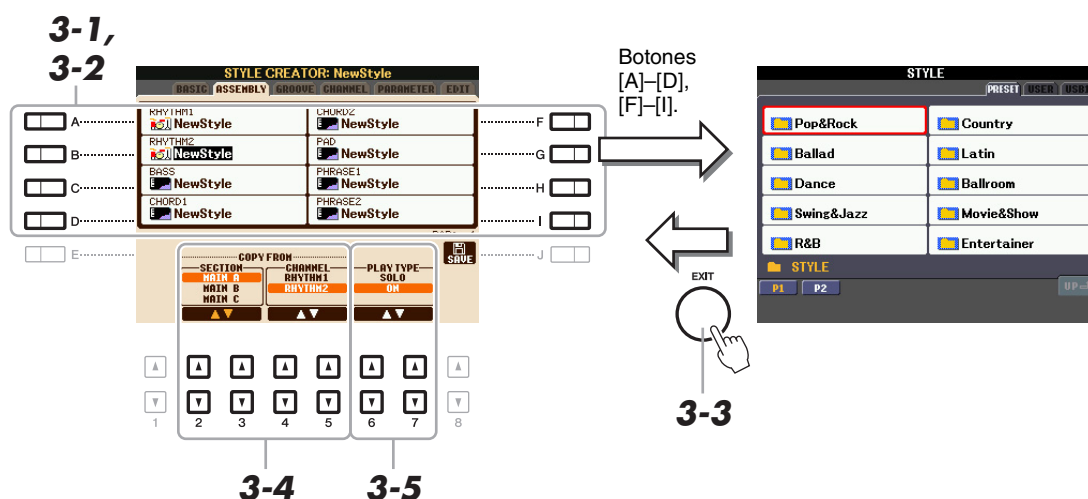 3-1,
3-2
STYLE CREATOR: NewStyle
BASIC ASSEMBLY GROOVE CHANNEL PARAMETER EDIT
A
B
C
D
E
RHYTHM1
NewStyle
RHYTHM2
NewStyle
BASS
NewStyle
CHORD1
NewStyle
CHORD2
NewStyle
PAD
NewStyle
PHRASE1
NewStyle
PHRASE2
NewStyle
F
G
H
I
J
COPY FROM
SECTION
MAIN A
MAIN B
MAIN C
CHANNEL
RHYTHM1
RHYTHM2
PLAY TYPE
SOLO
ON
SAVE
1 2 3 4 5 6 7 8
3-4
3-5
Botones
[A]–[D],
[F]–[I].
EXIT
3-3
STYLE
PRESET USER USB1
Pop&Rock
Ballad
Dance
Swing&Jazz
R&B
Country
Latin
Ballroom
Movie&Show
Entertainer
STYLE
P1 P2
UP